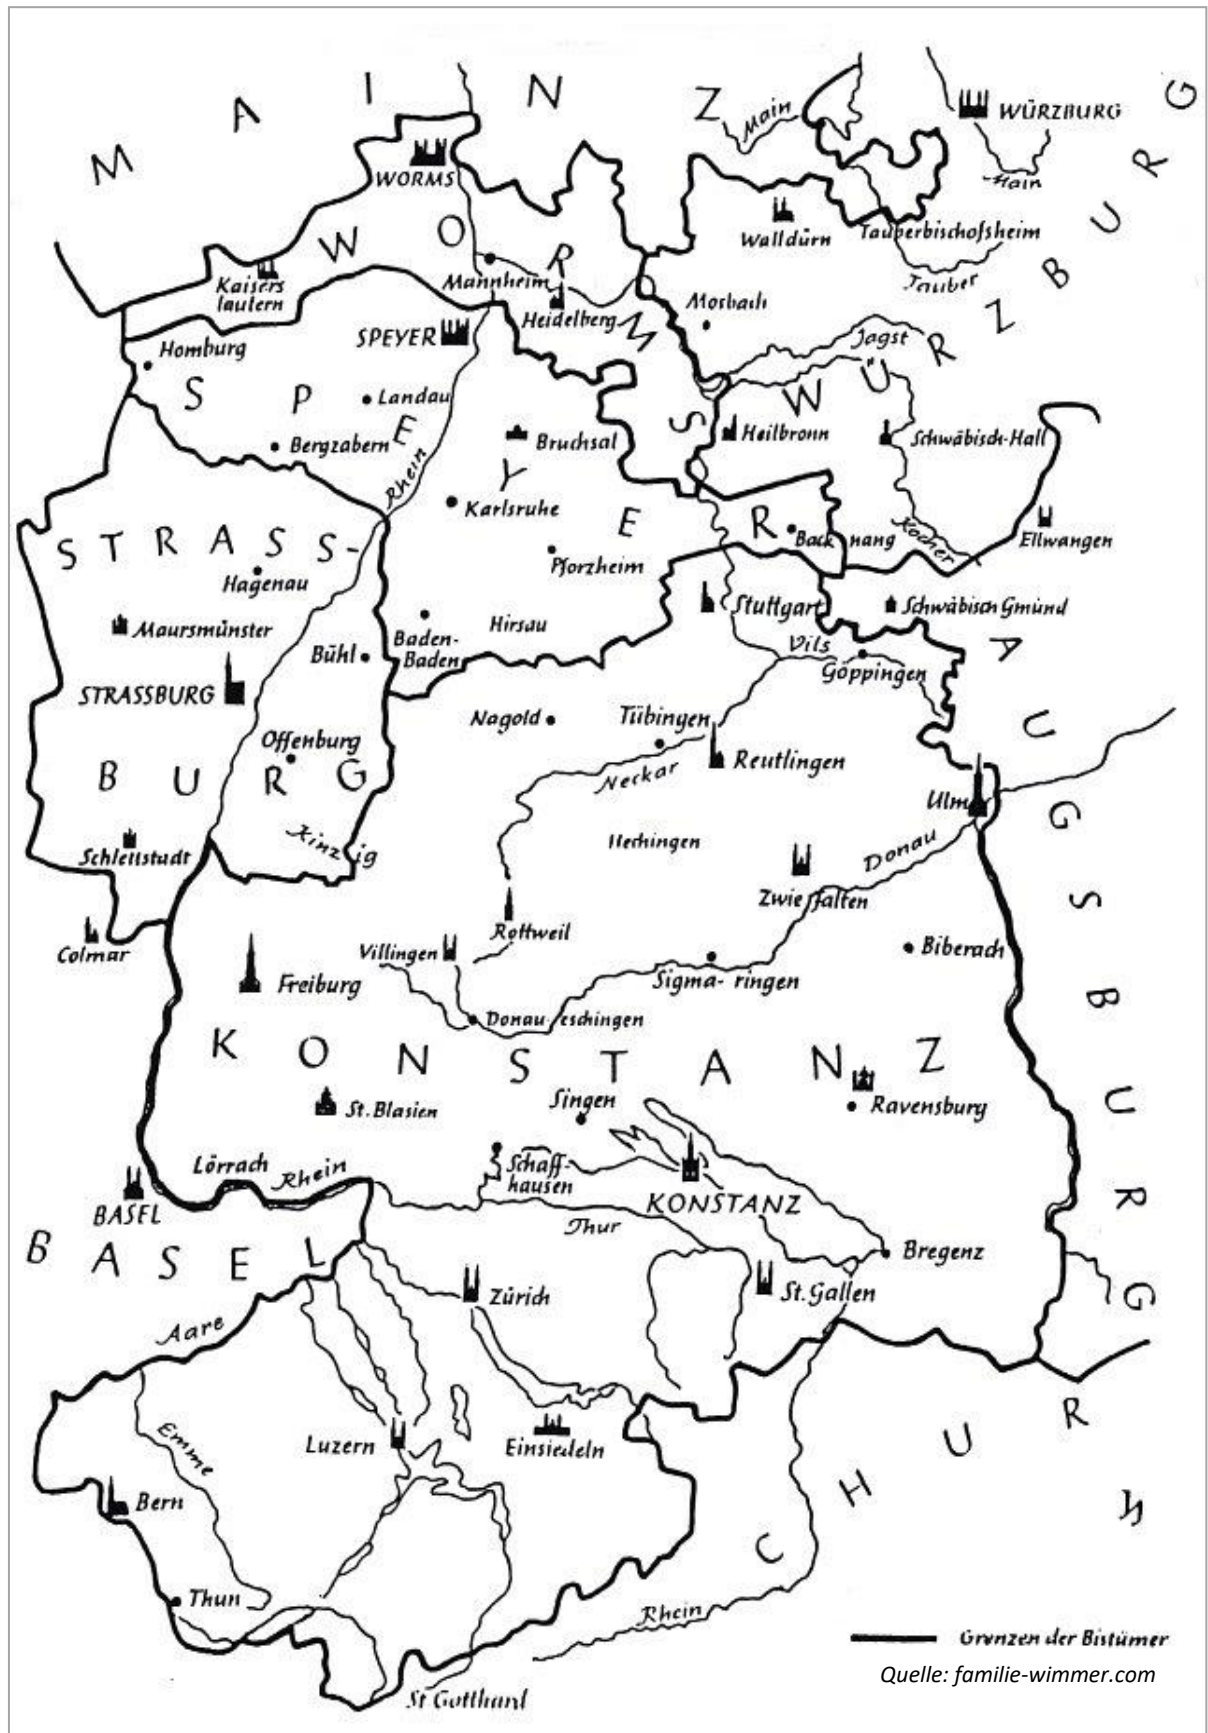 MAINZ
Main
WÜRZBURG
Main
WÜRZBURG
WORMS
WORMS
Walldürn
Tauberbischofsheim
Tauber
Kaisers
lautern
Mannheim
Heidelberg
Mosbach
Jagst
SPEYER
Homburg
SPEYER
Landau
Bergzabern
Rhein
Bruchsal
Heilbronn
Schwäbisch-Hall
Karlsruhe
Backnang
Kocher
Ellwangen
STRASS-
Hagenau
Pforzheim
Stuttgart
Schwäbisch Gmünd
Maursmünster
Hirsau
Bühl
Baden-
Baden
Vils
Göppingen
AUGSBURG
STRASSBURG
Nagold
Tübingen
Reutlingen
Offenburg
BURG
Neckar
Ulm
Kinzig
Hechingen
Donau
Schlettstadt
Zwiefalten
Colmar
Rottweil
Villingen
Biberach
Freiburg
Sigma-ringen
Donaueschingen
KONSTANZ
St. Blasien
Singen
Ravensburg
Lörrach
Rhein
Schaff-
hausen
KONSTANZ
BASEL
Thur
BASEL
Bregenz
Zürich
St. Gallen
Aare
Emme
Luzern
Einsiedeln
CHUR
Bern
Thun
Rhein
St Gotthard
N
Grenzen der Bistümer
Quelle: familie-wimmer.com